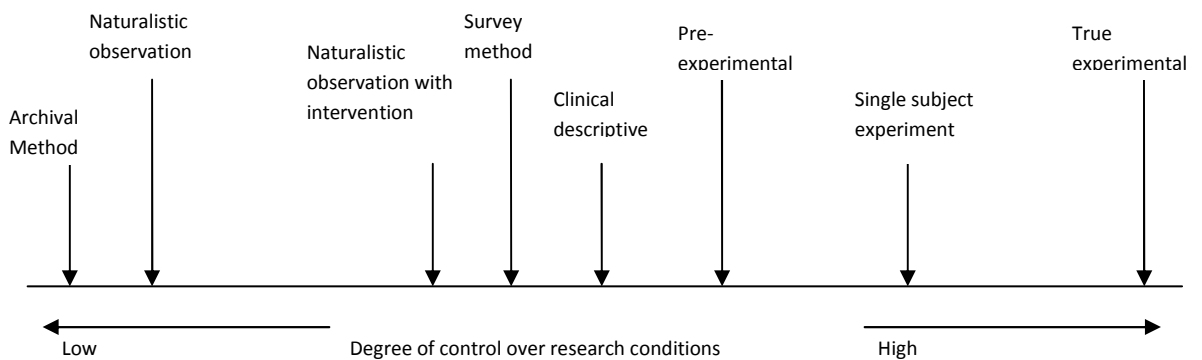 Archival
Method
Naturalistic
observation
Naturalistic
observation with
intervention
Survey
method
Clinical
descriptive
Pre-
experimental
Single subject
experiment
True
experimental
Low
Degree of control over research conditions
High